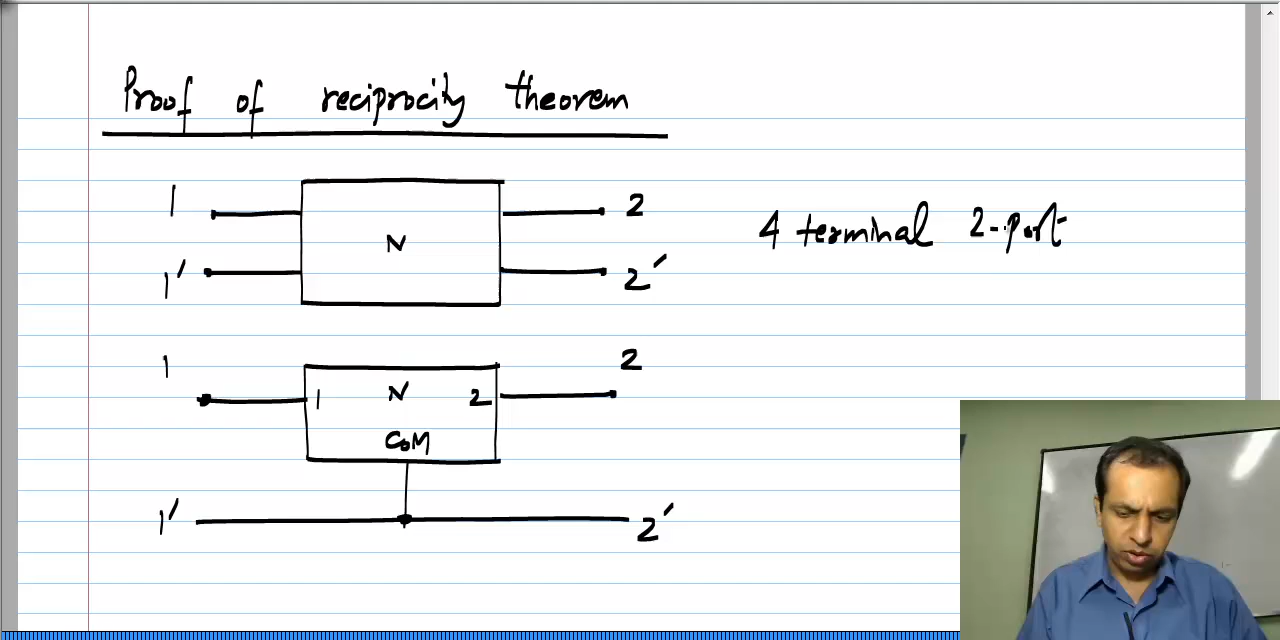 Proof of reciprocity theorem
1 2
N 4 terminal 2-port
1' 2'
1 2
1 N 2
COM
1' 2'